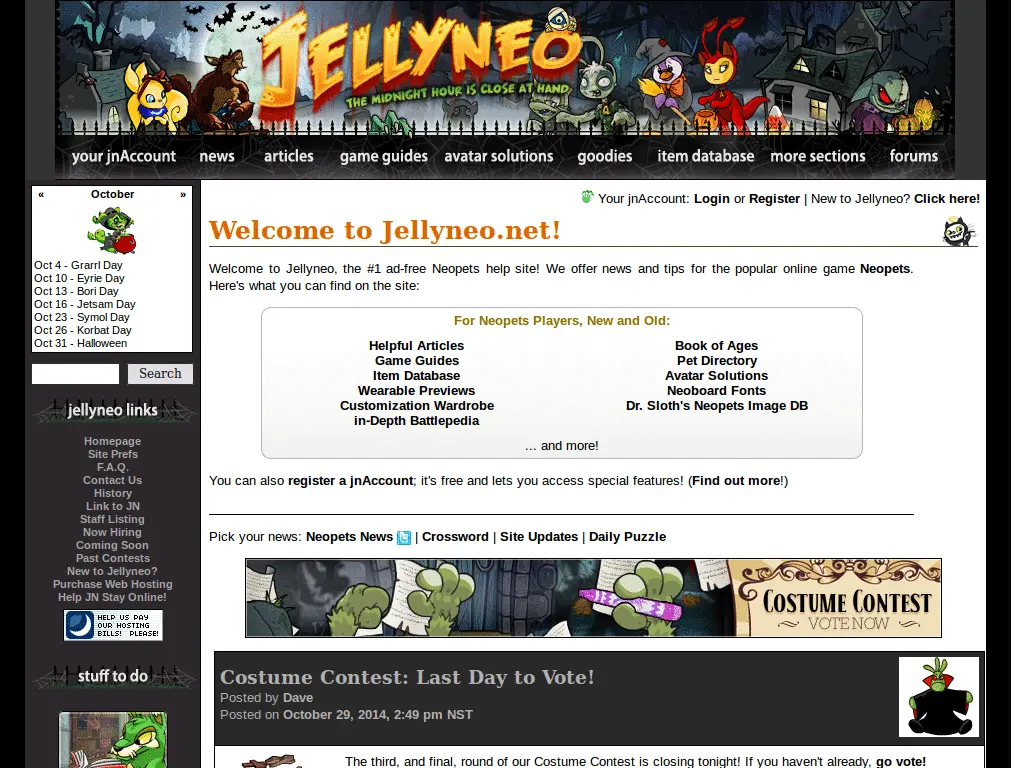 JELLYNEO
THE MIDNIGHT HOUR IS CLOSE AT HAND
your jnAccount news articles game guides avatar solutions goodies item database more sections forums
« October »
Oct 4 - Grarrl Day
Oct 10 - Eyrie Day
Oct 13 - Bori Day
Oct 16 - Jetsam Day
Oct 23 - Symol Day
Oct 26 - Korbat Day
Oct 31 - Halloween
Search
jellyneo links
Homepage
Site Prefs
F.A.Q.
Contact Us
History
Link to JN
Staff Listing
Now Hiring
Coming Soon
Past Contests
New to Jellyneo?
Purchase Web Hosting
Help JN Stay Online!
HELP US PAY
OUR HOSTING
BILLS! PLEASE!
stuff to do
Your jnAccount: Login or Register | New to Jellyneo? Click here!
Welcome to Jellyneo.net!
Welcome to Jellyneo, the #1 ad-free Neopets help site! We offer news and tips for the popular online game Neopets.
Here's what you can find on the site:
For Neopets Players, New and Old:
Helpful Articles
Game Guides
Item Database
Wearable Previews
Customization Wardrobe
in-Depth Battlepedia
Book of Ages
Pet Directory
Avatar Solutions
Neoboard Fonts
Dr. Sloth's Neopets Image DB
… and more!
You can also register a jnAccount; it's free and lets you access special features! (Find out more!)
Pick your news: Neopets News | Crossword | Site Updates | Daily Puzzle
COSTUME CONTEST
VOTE NOW
Costume Contest: Last Day to Vote!
Posted by Dave
Posted on October 29, 2014, 2:49 pm NST
The third, and final, round of our Costume Contest is closing tonight! If you haven't already, go vote!